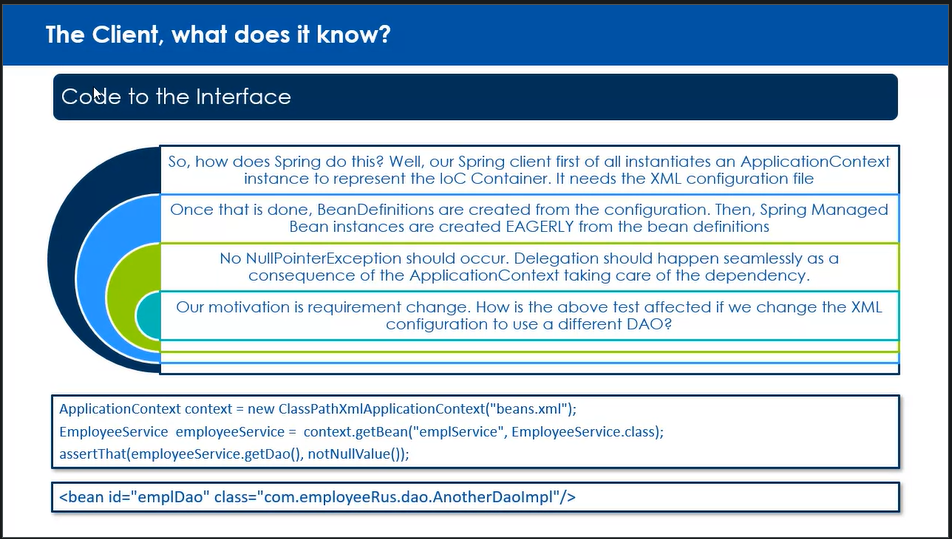 The Client, what does it know?
Code to the Interface
So, how does Spring do this? Well, our Spring client first of all instantiates an ApplicationContext
instance to represent the IoC Container. It needs the XML configuration file
Once that is done, BeanDefinitions are created from the configuration. Then, Spring Managed
Bean instances are created EAGERLY from the bean definitions
No NullPointerException should occur. Delegation should happen seamlessly as a
consequence of the ApplicationContext taking care of the dependency.
Our motivation is requirement change. How is the above test affected if we change the XML
configuration to use a different DAO?
ApplicationContext context = new ClassPathXmlApplicationContext("beans.xml");
EmployeeService employeeService = context.getBean("emplService", EmployeeService.class);
assertThat(employeeService.getDao(), notNullValue());
<bean id="emplDao" class="com.employeeRus.dao.AnotherDaoImpl"/>